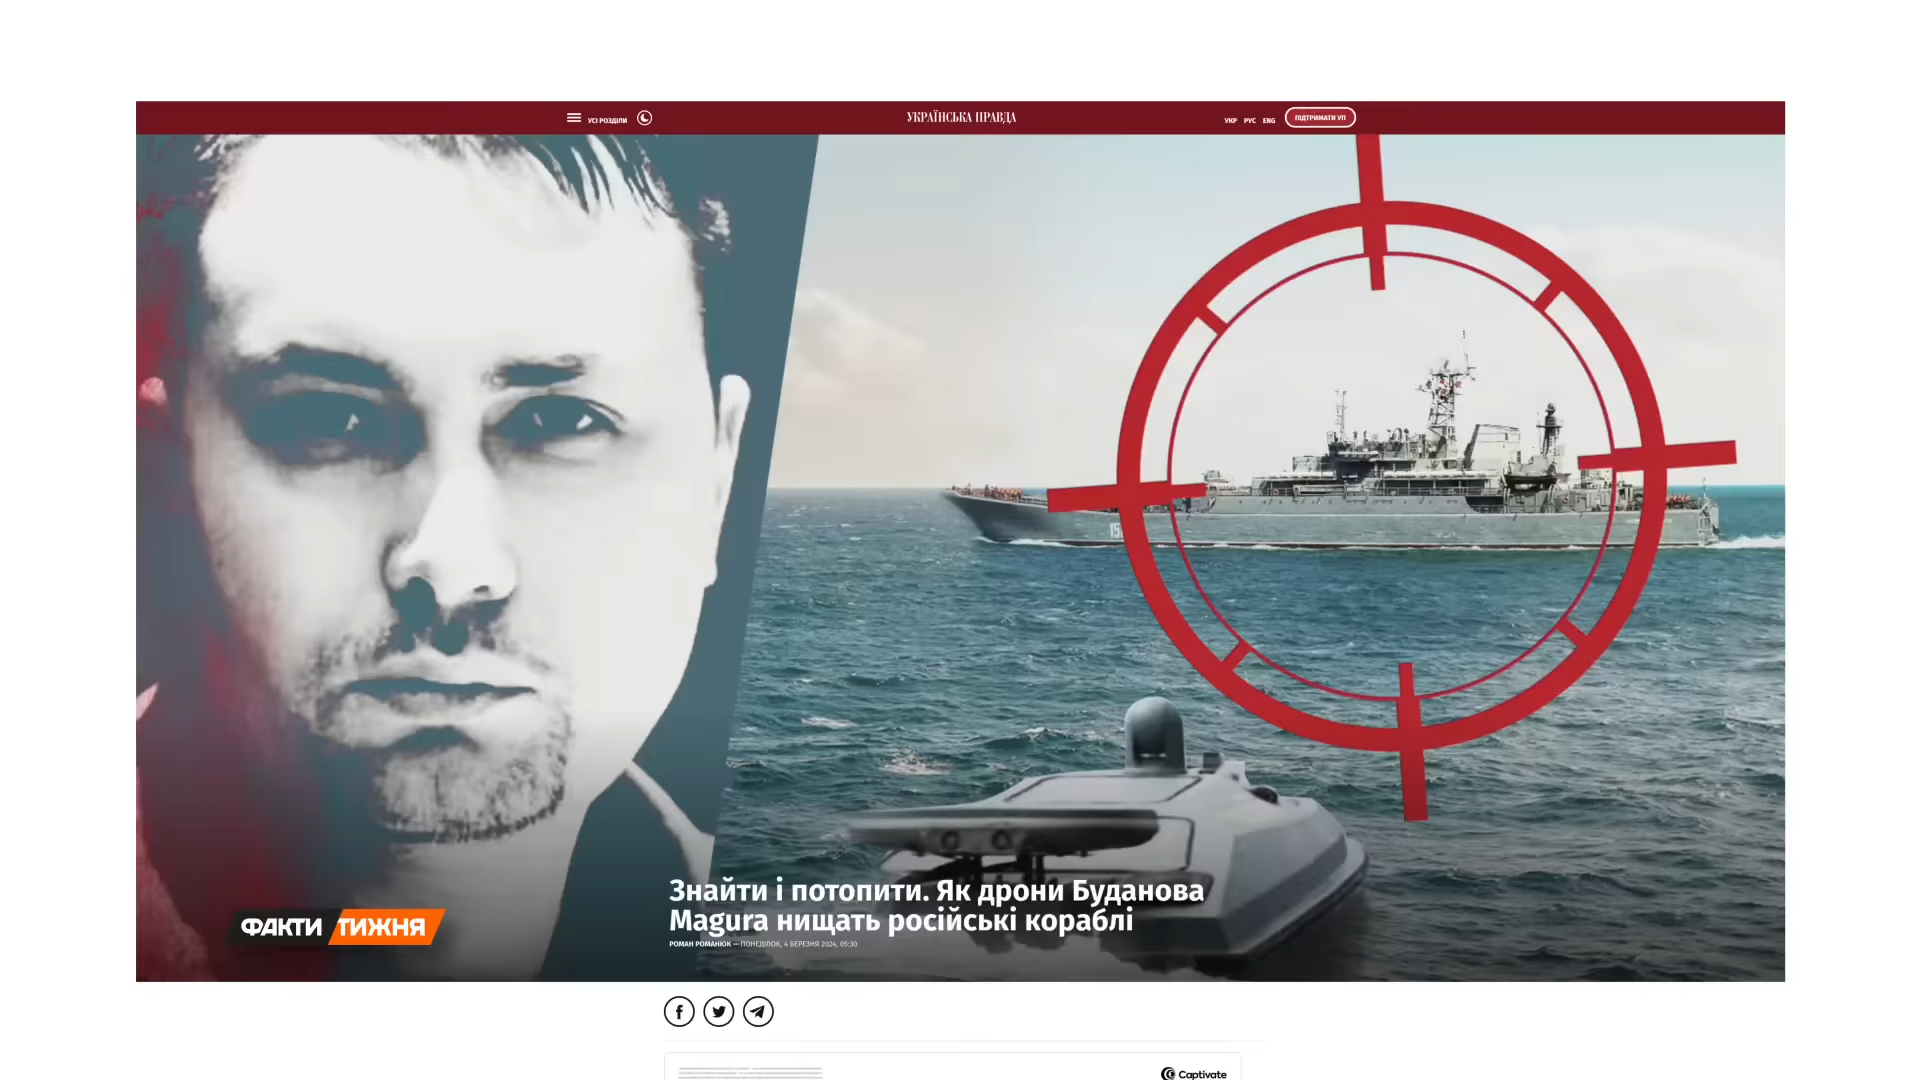 УСІ РОЗДІЛИ
УКРАЇНСЬКА ПРАВДА
УКР РУС ENG
ПІДТРИМАТИ УП
15
Знайти і потопити. Як дрони Буданова
Magura нищать російські кораблі
РОМАН РОМАНЮК — ПОНЕДІЛОК, 4 БЕРЕЗНЯ 2024, 05:30
ФАКТИ ТИЖНЯ
Captivate